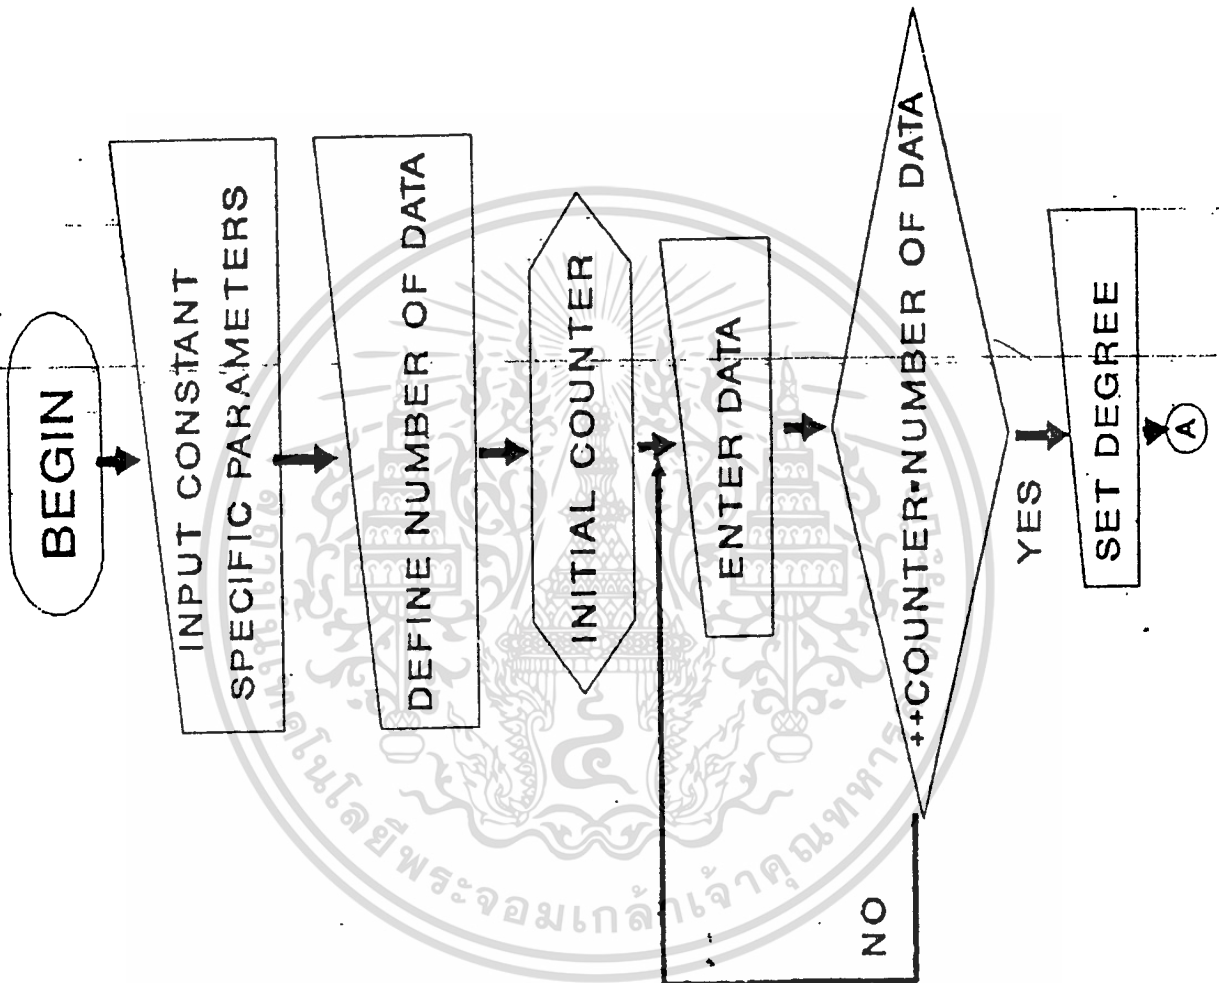 BEGIN
INPUT CONSTANT
SPECIFIC PARAMETERS
DEFINE NUMBER OF DATA
INITIAL COUNTER
ENTER DATA
++COUNTER=NUMBER OF DATA
NO
YES
SET DEGREE
A